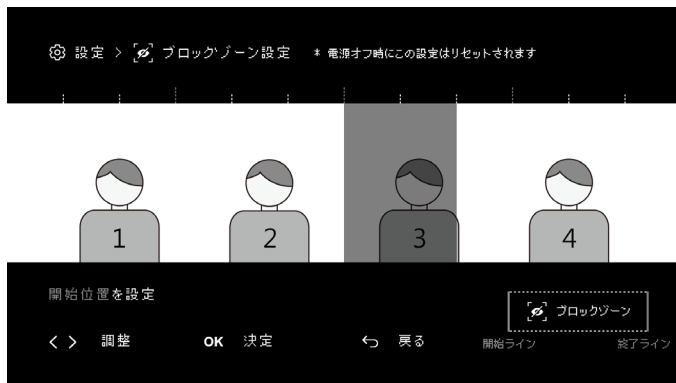 設定 > ブロックゾーン設定 * 電源オフ時にこの設定はリセットされます
1 2 3 4
開始位置を設定
ブロックゾーン
< > 調整 OK 決定 戻る
開始ライン 終了ライン